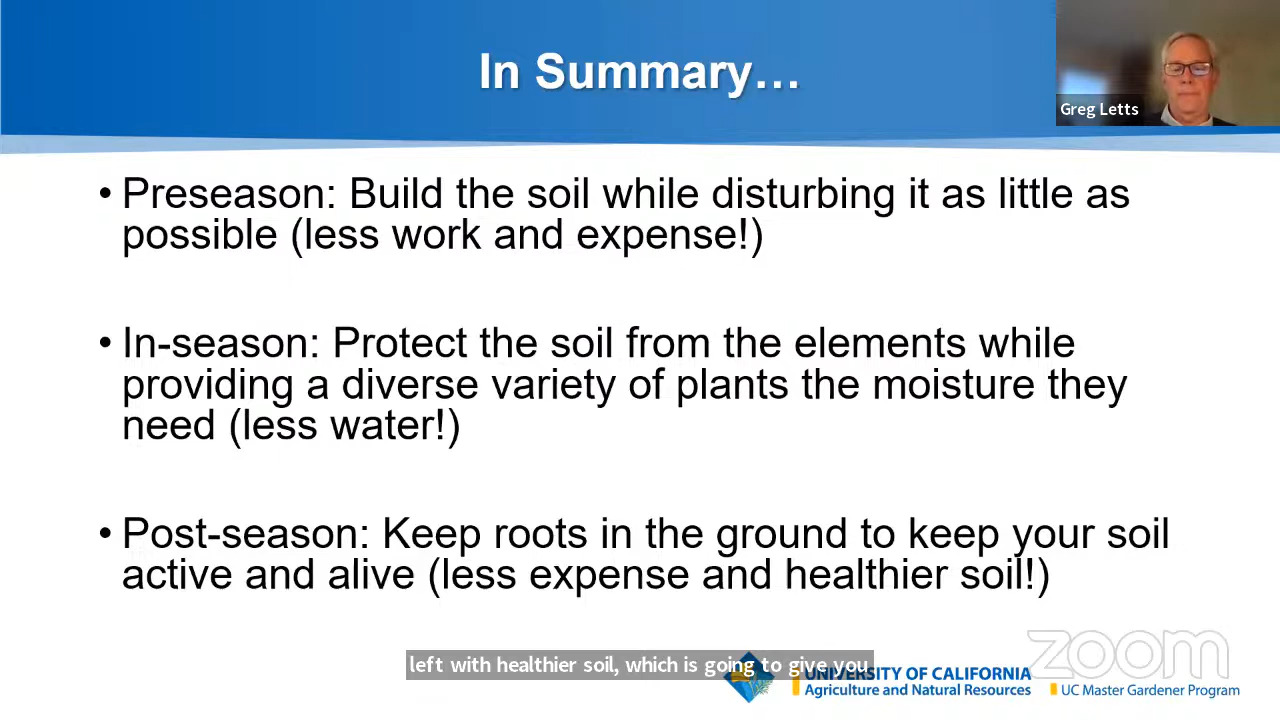 In Summary…
Greg Letts
• Preseason: Build the soil while disturbing it as little as
possible (less work and expense!)
• In-season: Protect the soil from the elements while
providing a diverse variety of plants the moisture they
need (less water!)
• Post-season: Keep roots in the ground to keep your soil
active and alive (less expense and healthier soil!)
zoom
left with healthier soil, which is going to give you
UNIVERSITY OF CALIFORNIA
Agriculture and Natural Resources
UC Master Gardener Program